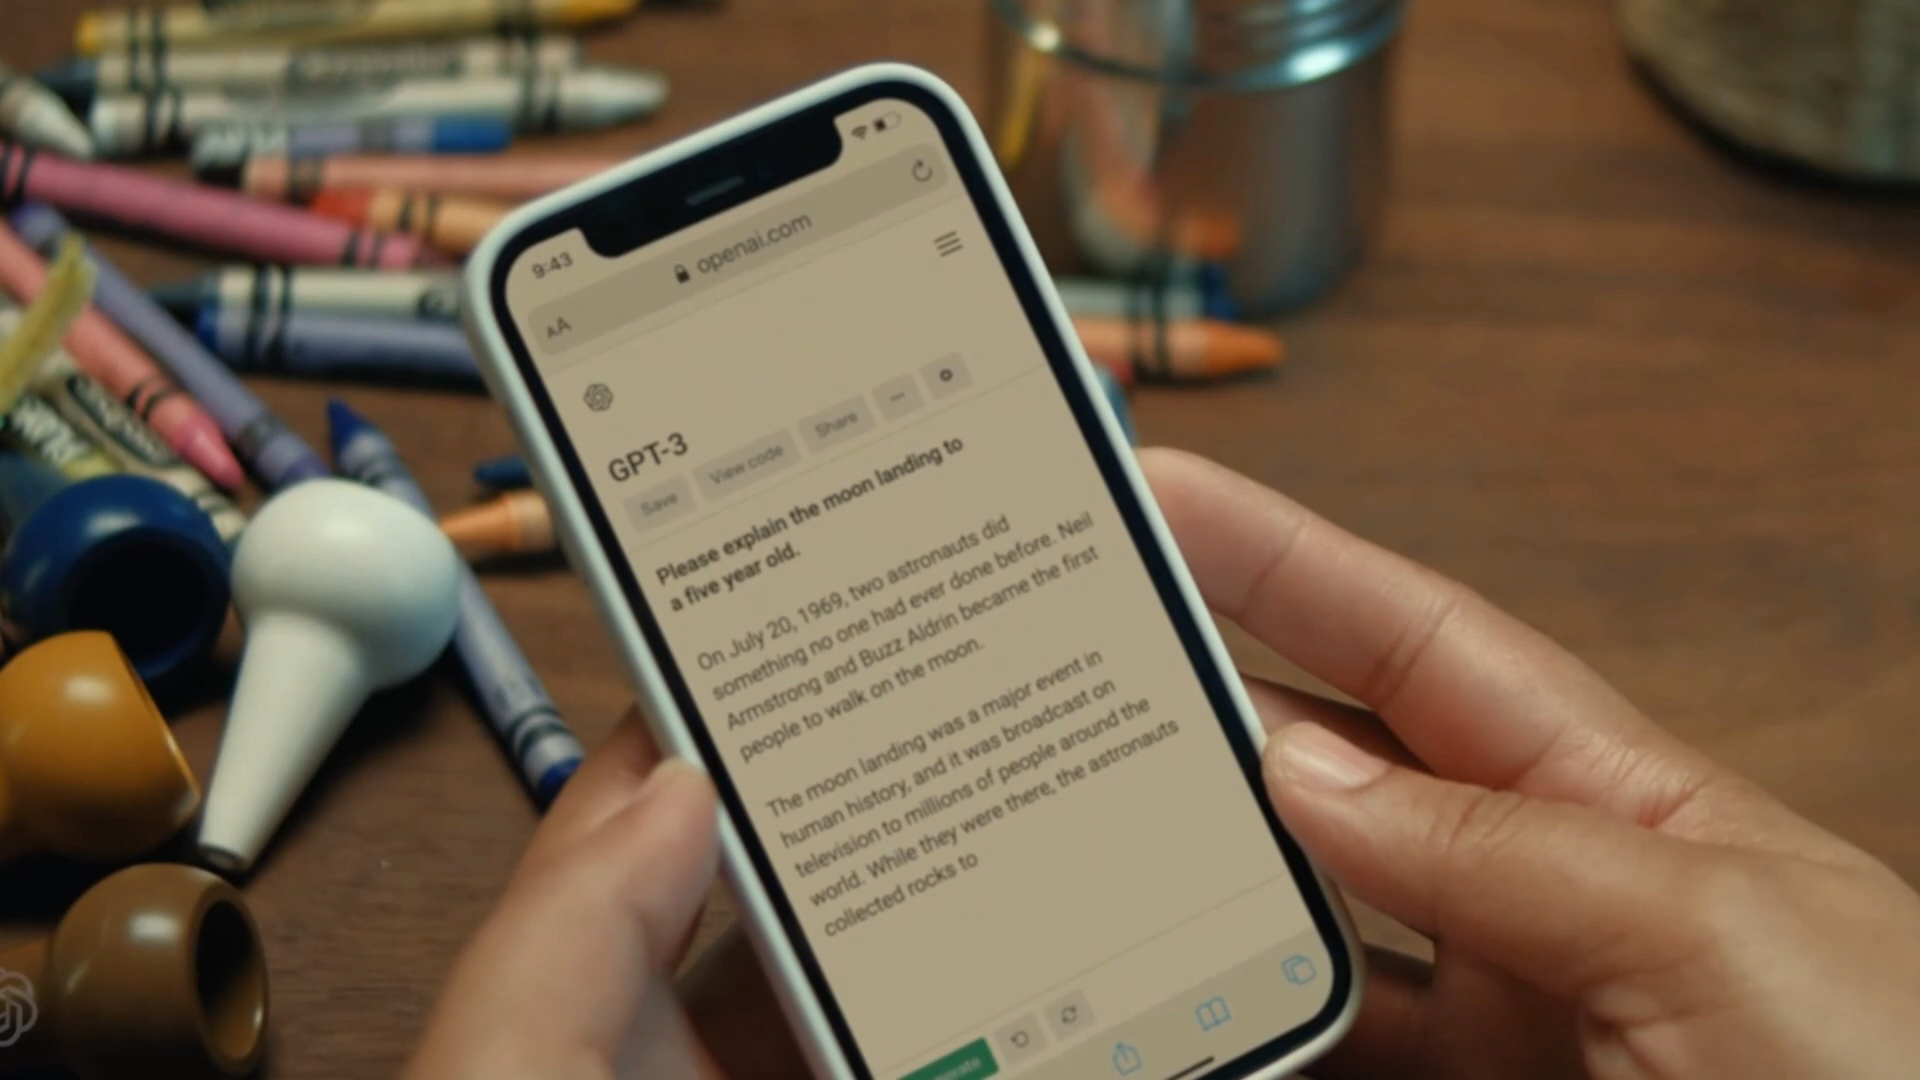 9:43
AA openai.com
GPT-3
Save View code Share ...
Please explain the moon landing to
a five year old.
On July 20, 1969, two astronauts did
something no one had ever done before. Neil
Armstrong and Buzz Aldrin became the first
people to walk on the moon.
The moon landing was a major event in
human history, and it was broadcast on
television to millions of people around the
world. While they were there, the astronauts
collected rocks to